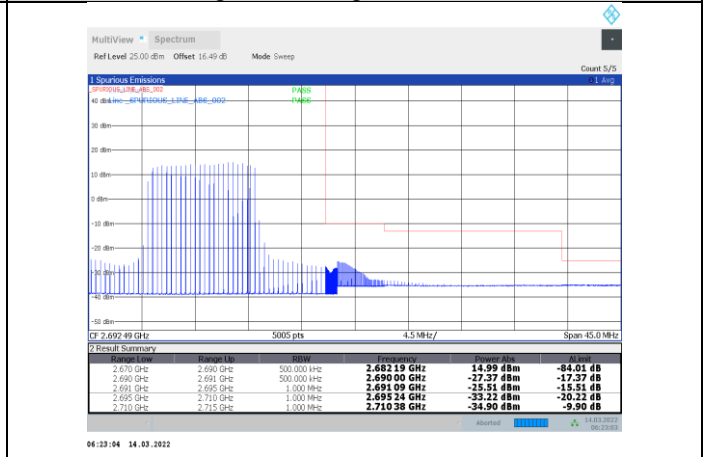 MultiView Spectrum
Ref Level 25.00 dBm Offset 16.49 dB Mode Sweep
Count 5/5
1 Spurious Emissions 1 Avg
_SPURIOUS_LINE_ABS_002 PASS
40 dBm Line _SPURIOUS_LINE_ABS_002 PASS
30 dBm
20 dBm
10 dBm
0 dBm
-10 dBm
-20 dBm
-30 dBm
-40 dBm
-50 dBm
CF 2.692 49 GHz 5005 pts 4.5 MHz/ Span 45.0 MHz
2 Result Summary
Range Low Range Up RBW Frequency Power Abs ΔLimit
2.670 GHz 2.690 GHz 500.000 kHz 2.682 19 GHz 14.99 dBm -84.01 dB
2.690 GHz 2.691 GHz 500.000 kHz 2.690 00 GHz -27.37 dBm -17.37 dB
2.691 GHz 2.695 GHz 1.000 MHz 2.691 09 GHz -25.51 dBm -15.51 dB
2.695 GHz 2.710 GHz 1.000 MHz 2.695 24 GHz -33.22 dBm -20.22 dB
2.710 GHz 2.715 GHz 1.000 MHz 2.710 38 GHz -34.90 dBm -9.90 dB
Aborted 14.03.2022
06:23:03
06:23:04 14.03.2022